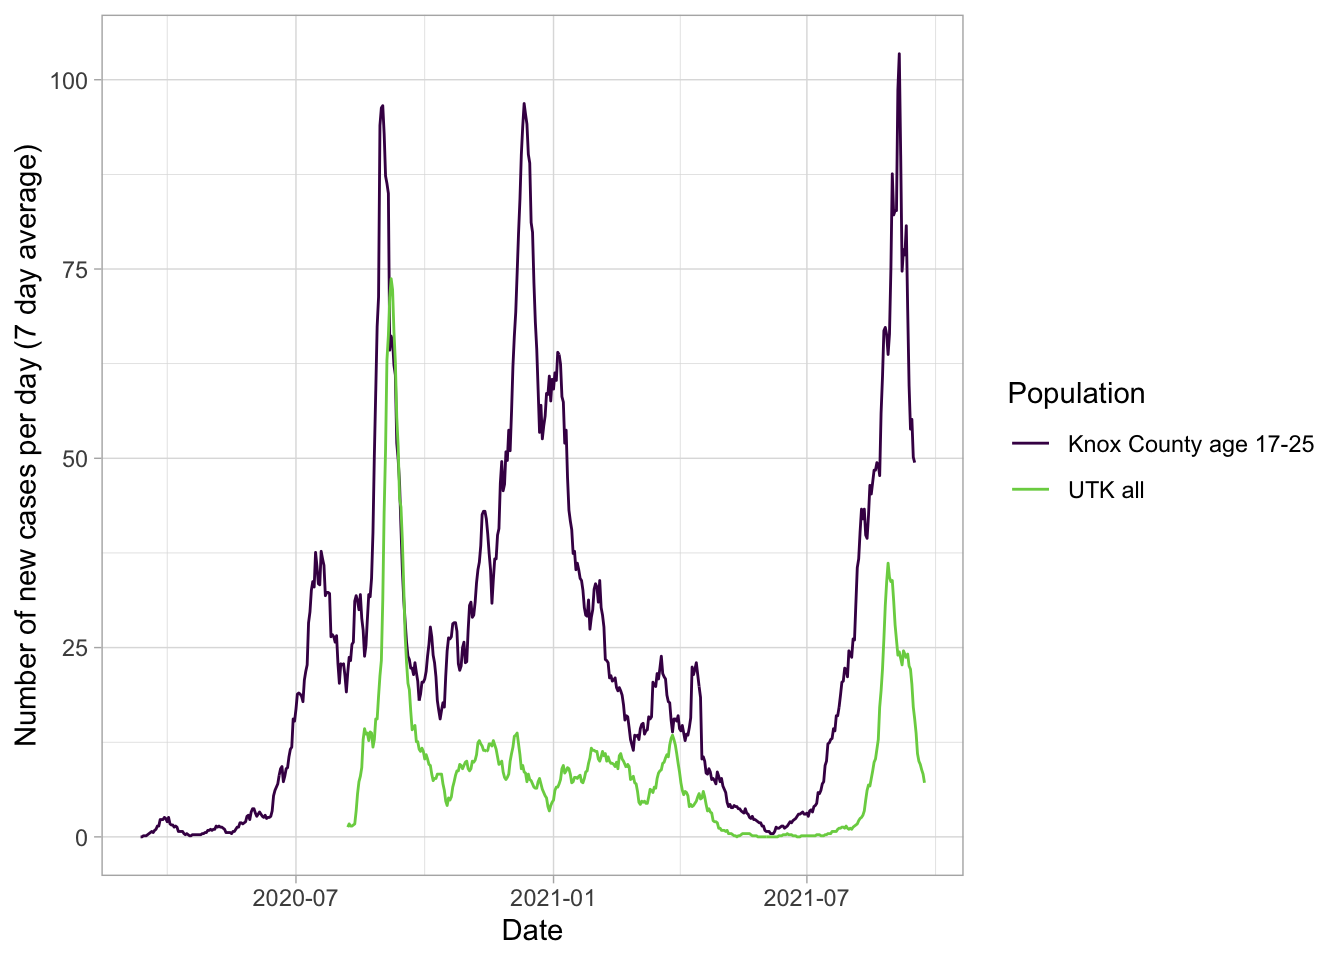 Number of new cases per day (7 day average)
100
75
50
25
0
2020-07
2021-01
2021-07
Date
Population
Knox County age 17-25
UTK all